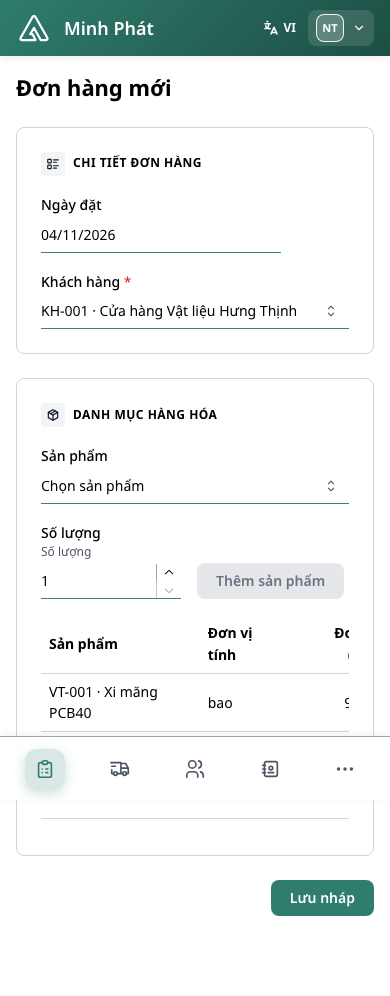 Minh Phát
VI
NT
Đơn hàng mới
CHI TIẾT ĐƠN HÀNG
Ngày đặt
04/11/2026
Khách hàng *
KH-001 · Cửa hàng Vật liệu Hưng Thịnh
DANH MỤC HÀNG HÓA
Sản phẩm
Chọn sản phẩm
Số lượng
Số lượng
1
Thêm sản phẩm
Sản phẩm
Đơn vị
tính
VT-001 · Xi măng
PCB40
bao
Lưu nháp